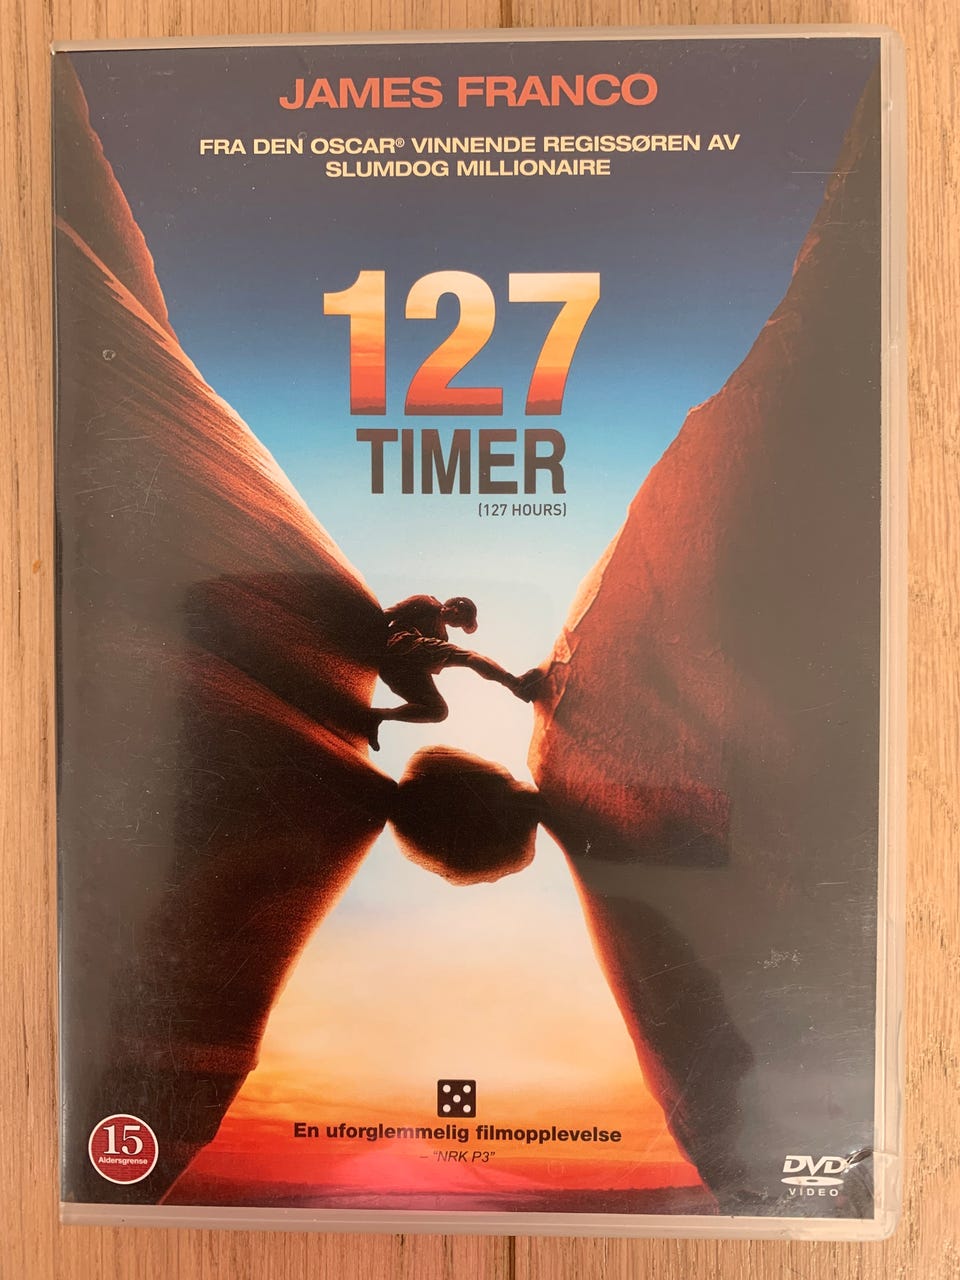 JAMES FRANCO
FRA DEN OSCAR® VINNENDE REGISSØREN AV
SLUMDOG MILLIONAIRE
127
TIMER
(127 HOURS)
En uforglemmelig filmopplevelse
– "NRK P3"
15
Aldersgrense
DVD
VIDEO